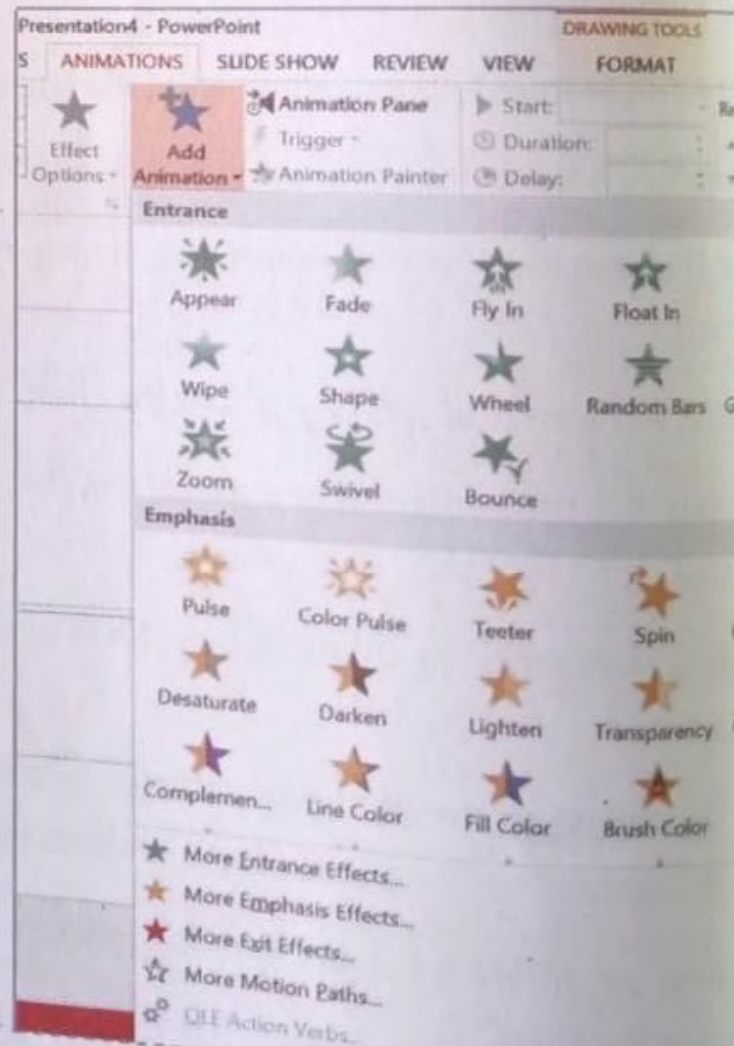 Presentation4 - PowerPoint DRAWING TOOLS
S ANIMATIONS SLIDE SHOW REVIEW VIEW FORMAT
Effect Options
Add Animation
Animation Pane
Trigger
Animation Painter
Start:
Duration:
Delay:
Re
Entrance
Appear Fade Fly In Float In
Wipe Shape Wheel Random Bars G
Zoom Swivel Bounce
Emphasis
Pulse Color Pulse Teeter Spin
Desaturate Darken Lighten Transparency
Complemen... Line Color Fill Color Brush Color
More Entrance Effects...
More Emphasis Effects...
More Exit Effects...
More Motion Paths...
OLE Action Verbs...